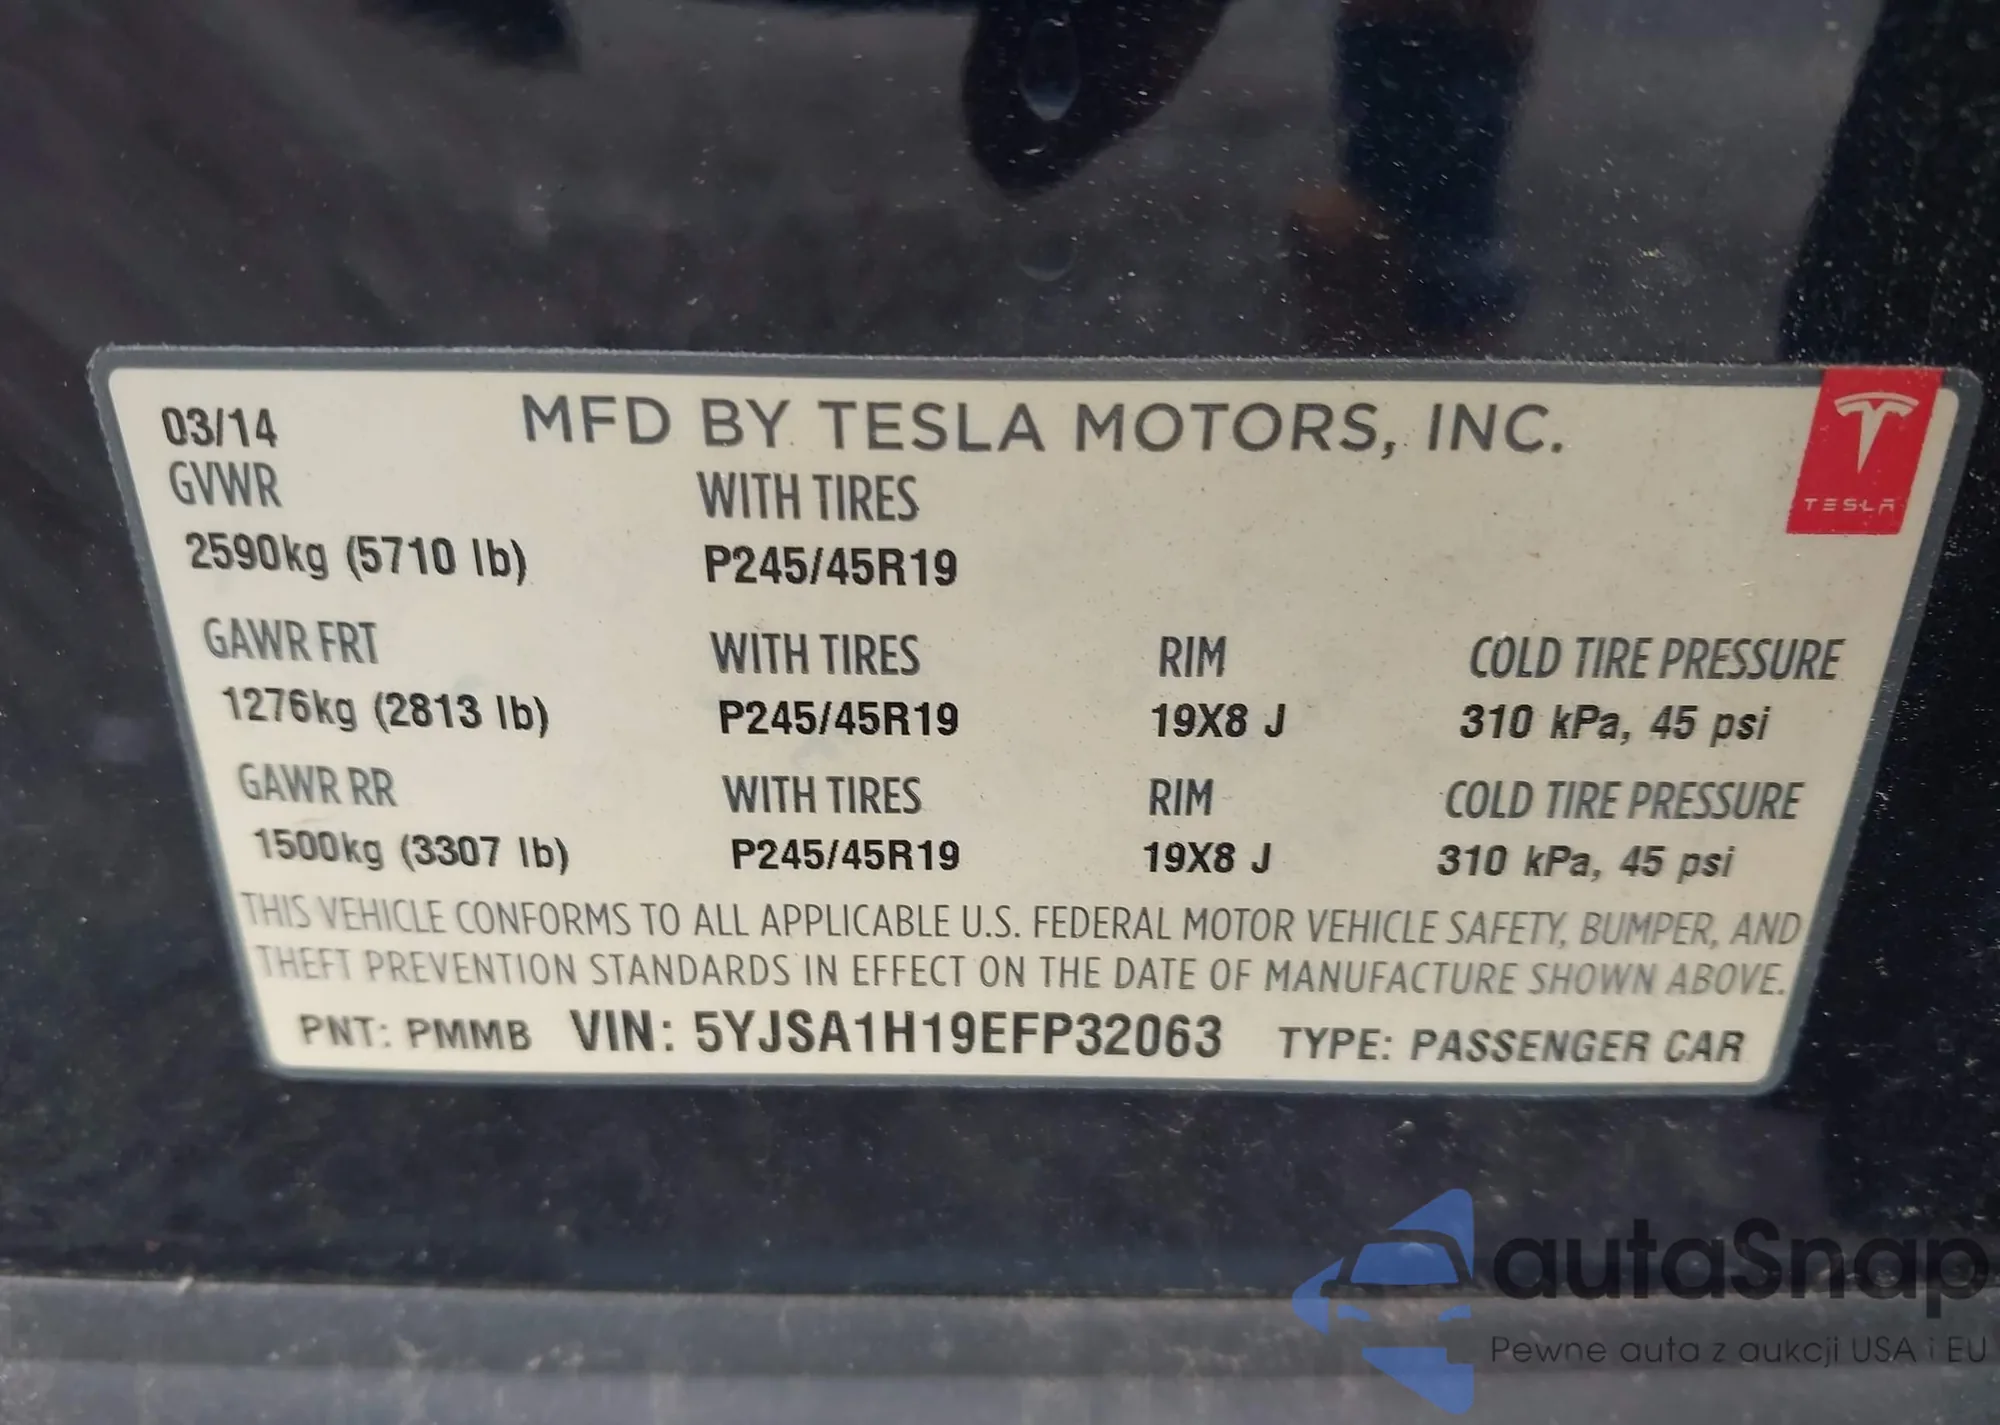 03/14 MFD BY TESLA MOTORS, INC.
TESLA
GVWR WITH TIRES
2590kg (5710 lb) P245/45R19
GAWR FRT WITH TIRES RIM COLD TIRE PRESSURE
1276kg (2813 lb) P245/45R19 19X8 J 310 kPa, 45 psi
GAWR RR WITH TIRES RIM COLD TIRE PRESSURE
1500kg (3307 lb) P245/45R19 19X8 J 310 kPa, 45 psi
THIS VEHICLE CONFORMS TO ALL APPLICABLE U.S. FEDERAL MOTOR VEHICLE SAFETY, BUMPER, AND
THEFT PREVENTION STANDARDS IN EFFECT ON THE DATE OF MANUFACTURE SHOWN ABOVE.
PNT: PMMB VIN: 5YJSA1H19EFP32063 TYPE: PASSENGER CAR
autaSnap
Pewne auta z aukcji USA i EU